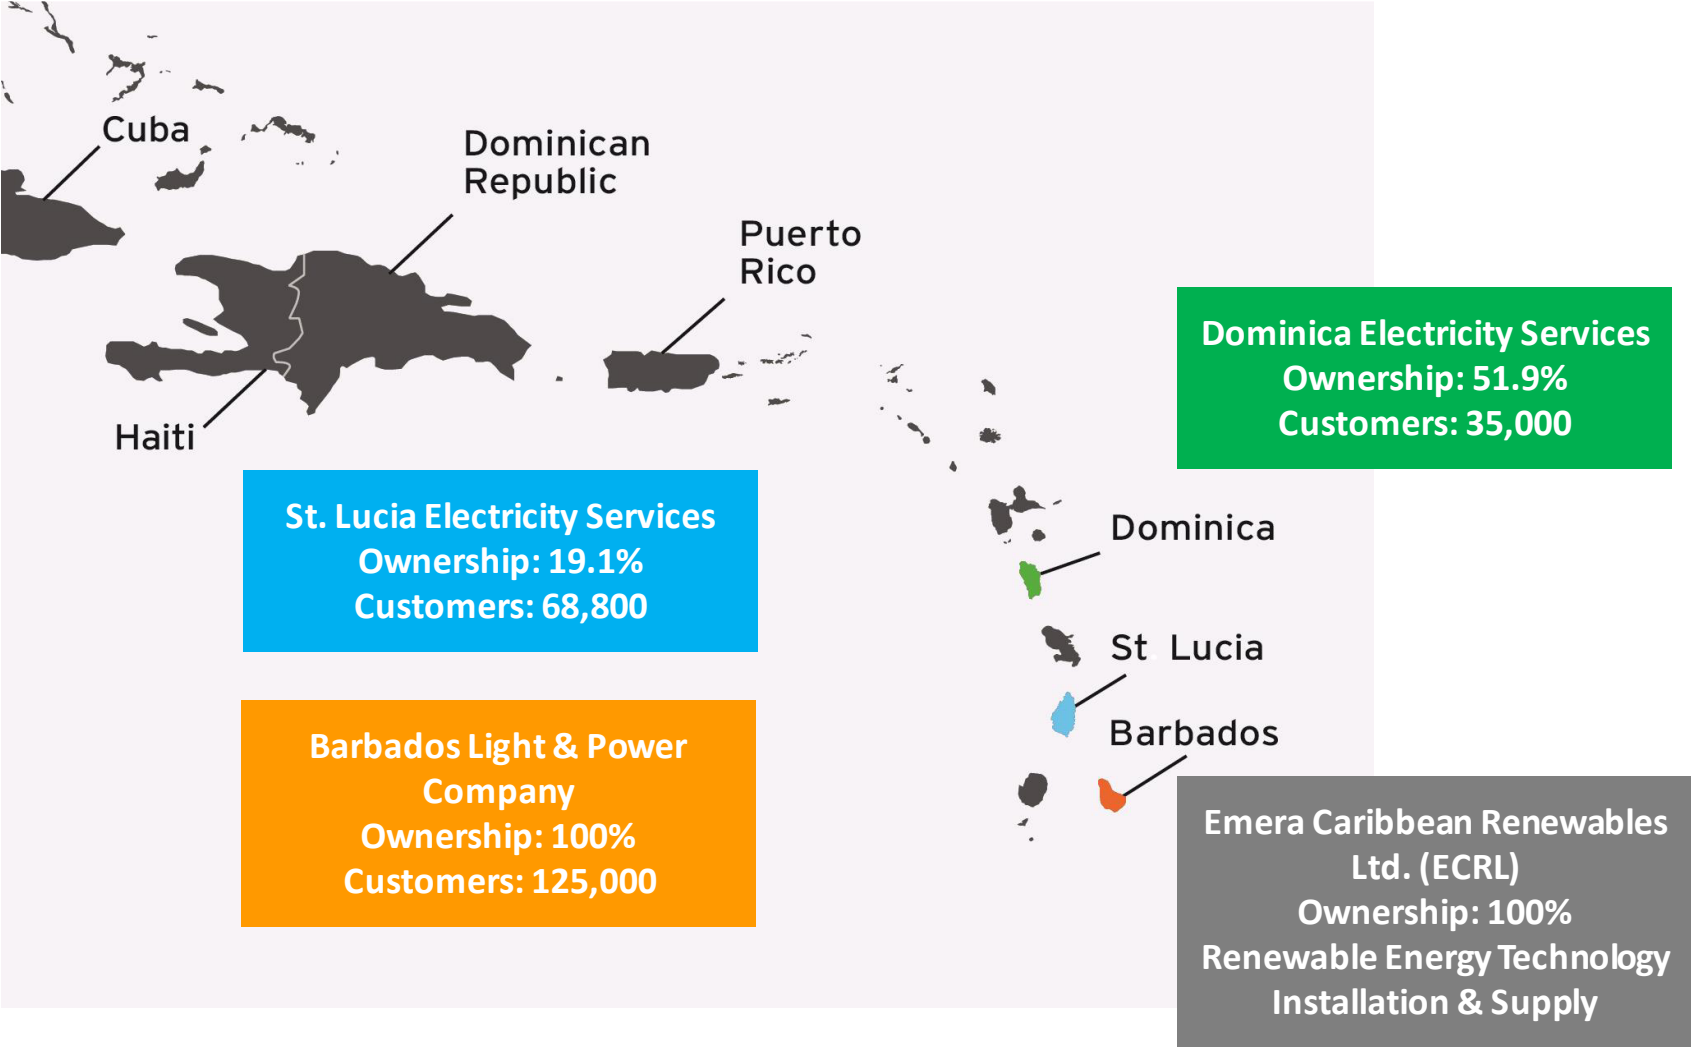 Cuba
Dominican
Republic
Puerto
Rico
Haiti
Dominica Electricity Services
Ownership: 51.9%
Customers: 35,000
St. Lucia Electricity Services
Ownership: 19.1%
Customers: 68,800
Dominica
St. Lucia
Barbados
Barbados Light & Power
Company
Ownership: 100%
Customers: 125,000
Emera Caribbean Renewables
Ltd. (ECRL)
Ownership: 100%
Renewable Energy Technology
Installation & Supply